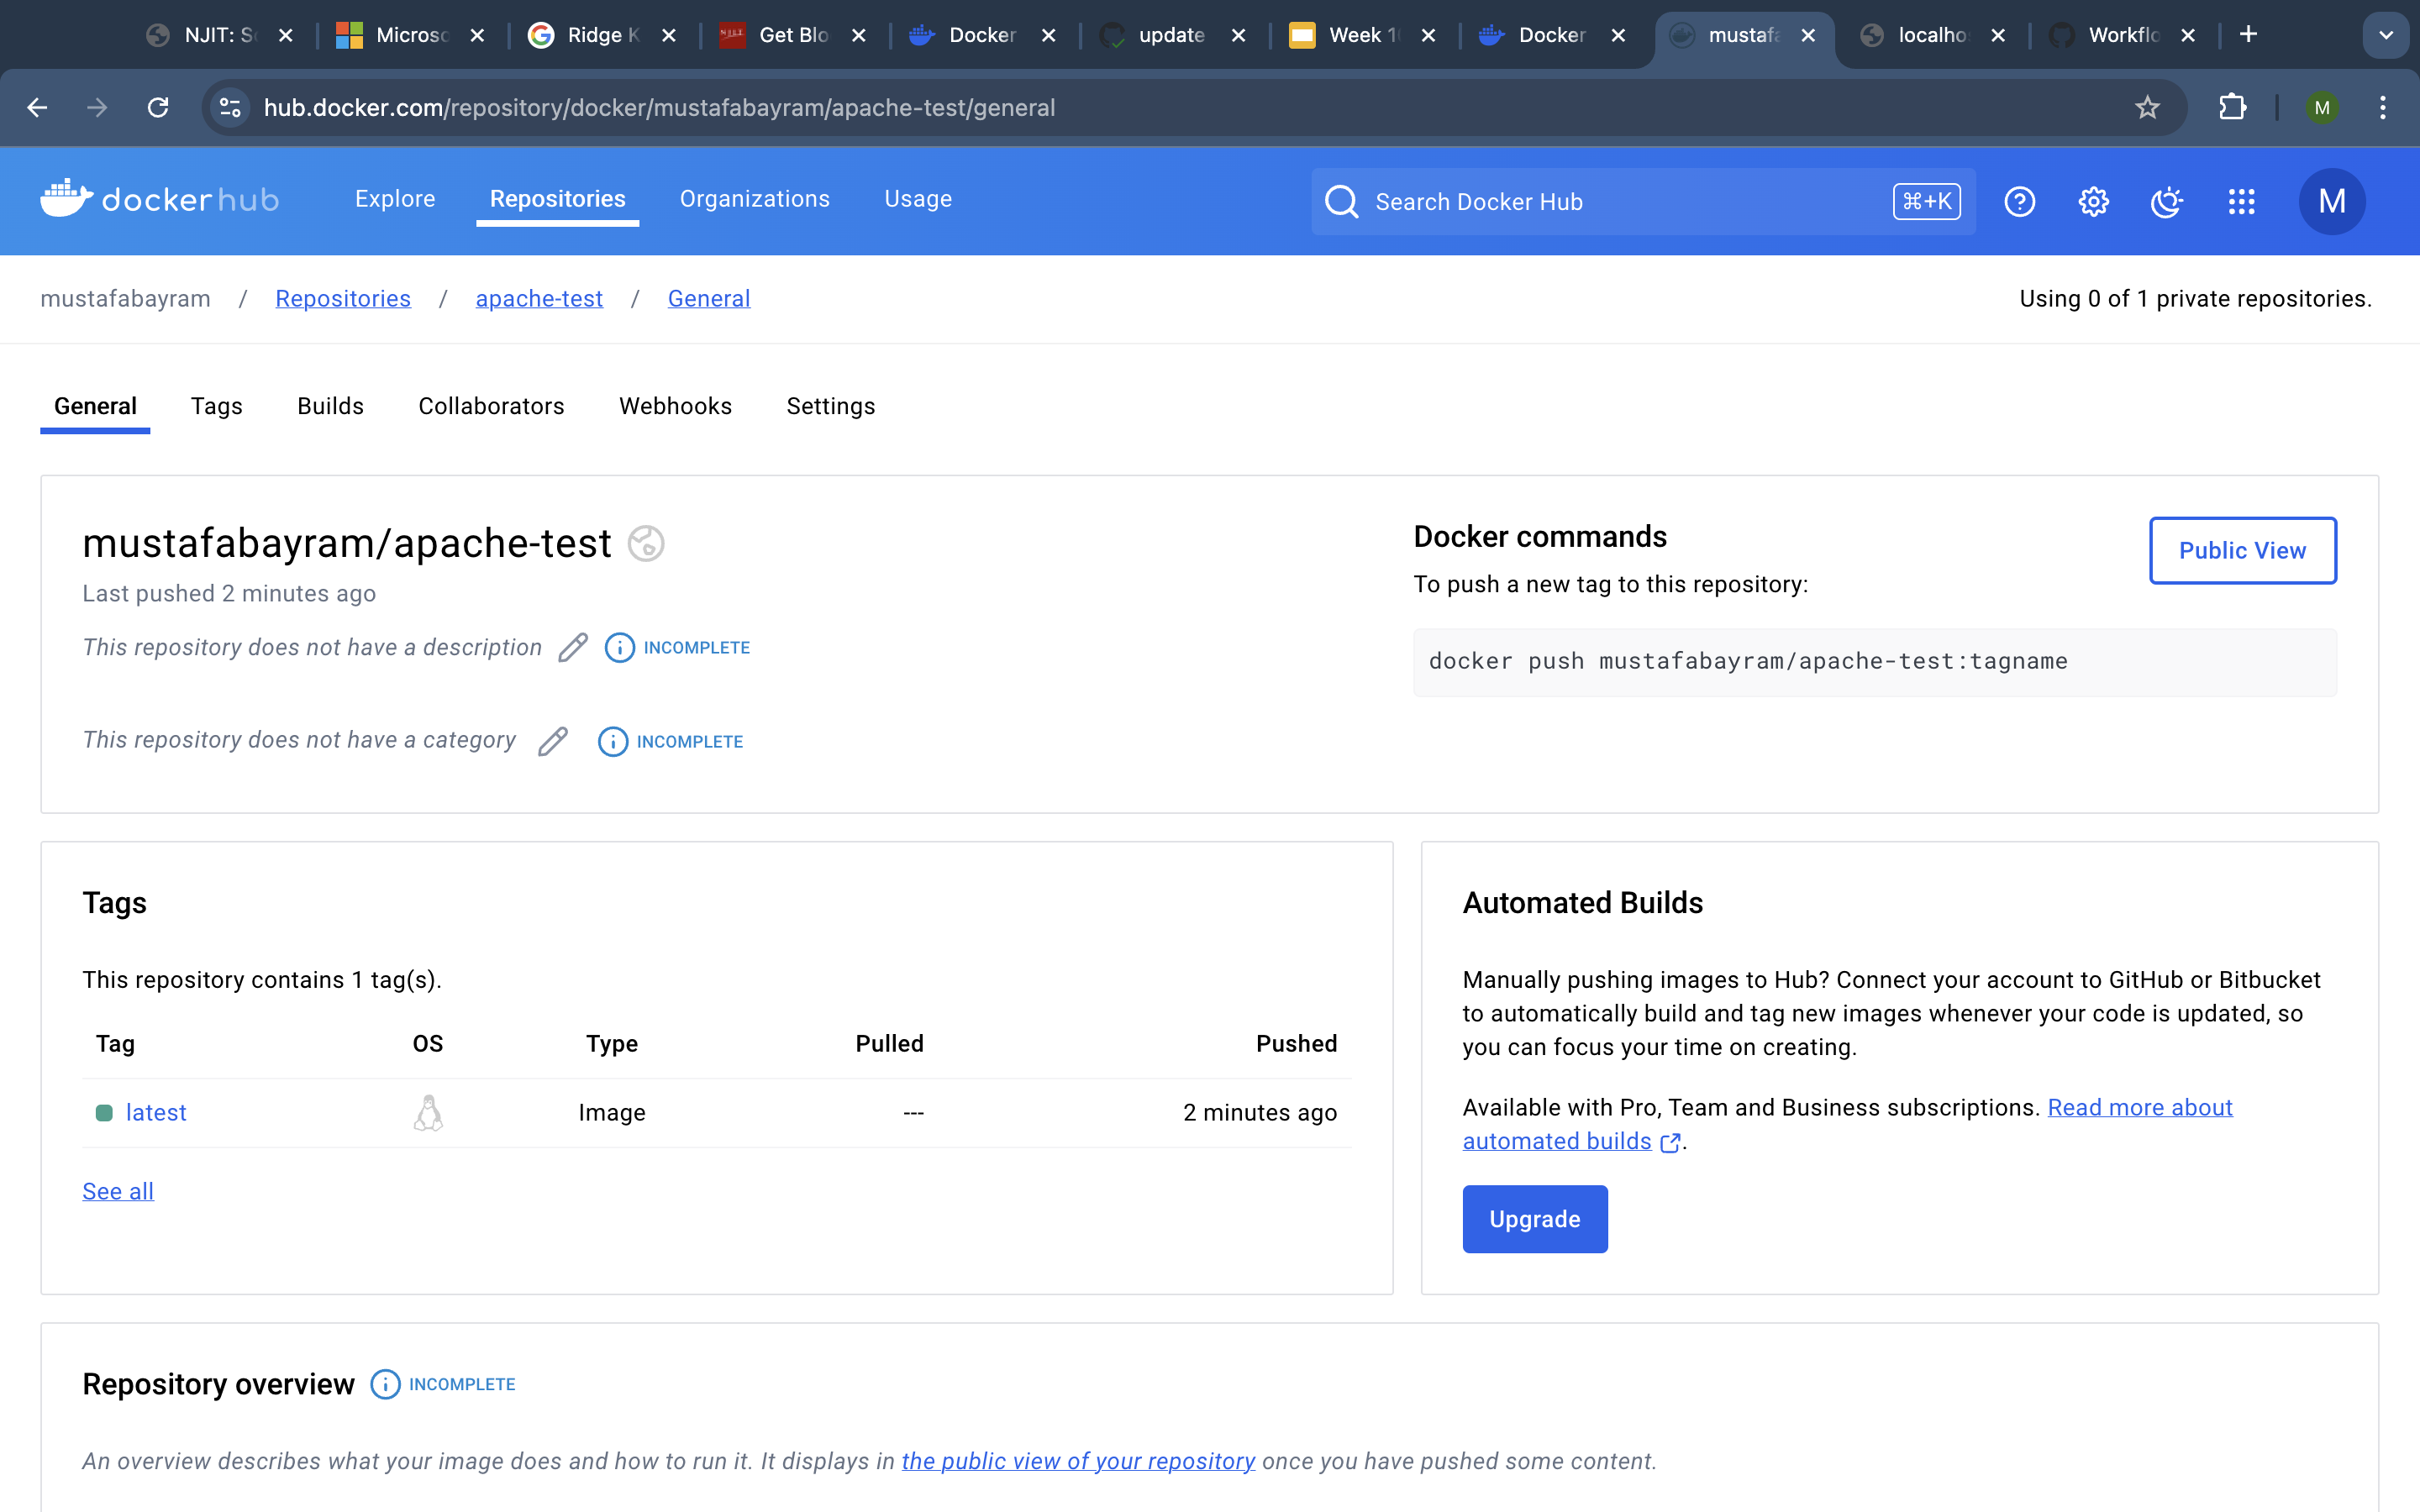 NJIT: S
Microso
Ridge K
Get Blo
Docker
update
Week 1
Docker
mustafa
localho
Workflo
hub.docker.com/repository/docker/mustafabayram/apache-test/general
M
dockerhub
Explore
Repositories
Organizations
Usage
Search Docker Hub
⌘+K
M
mustafabayram / Repositories / apache-test / General
Using 0 of 1 private repositories.
General
Tags
Builds
Collaborators
Webhooks
Settings
mustafabayram/apache-test
Last pushed 2 minutes ago
This repository does not have a description
INCOMPLETE
This repository does not have a category
INCOMPLETE
Docker commands
Public View
To push a new tag to this repository:
docker push mustafabayram/apache-test:tagname
Tags
This repository contains 1 tag(s).
Tag OS Type Pulled Pushed
latest Image --- 2 minutes ago
See all
Automated Builds
Manually pushing images to Hub? Connect your account to GitHub or Bitbucket
to automatically build and tag new images whenever your code is updated, so
you can focus your time on creating.
Available with Pro, Team and Business subscriptions. Read more about
automated builds.
Upgrade
Repository overview
INCOMPLETE
An overview describes what your image does and how to run it. It displays in the public view of your repository once you have pushed some content.